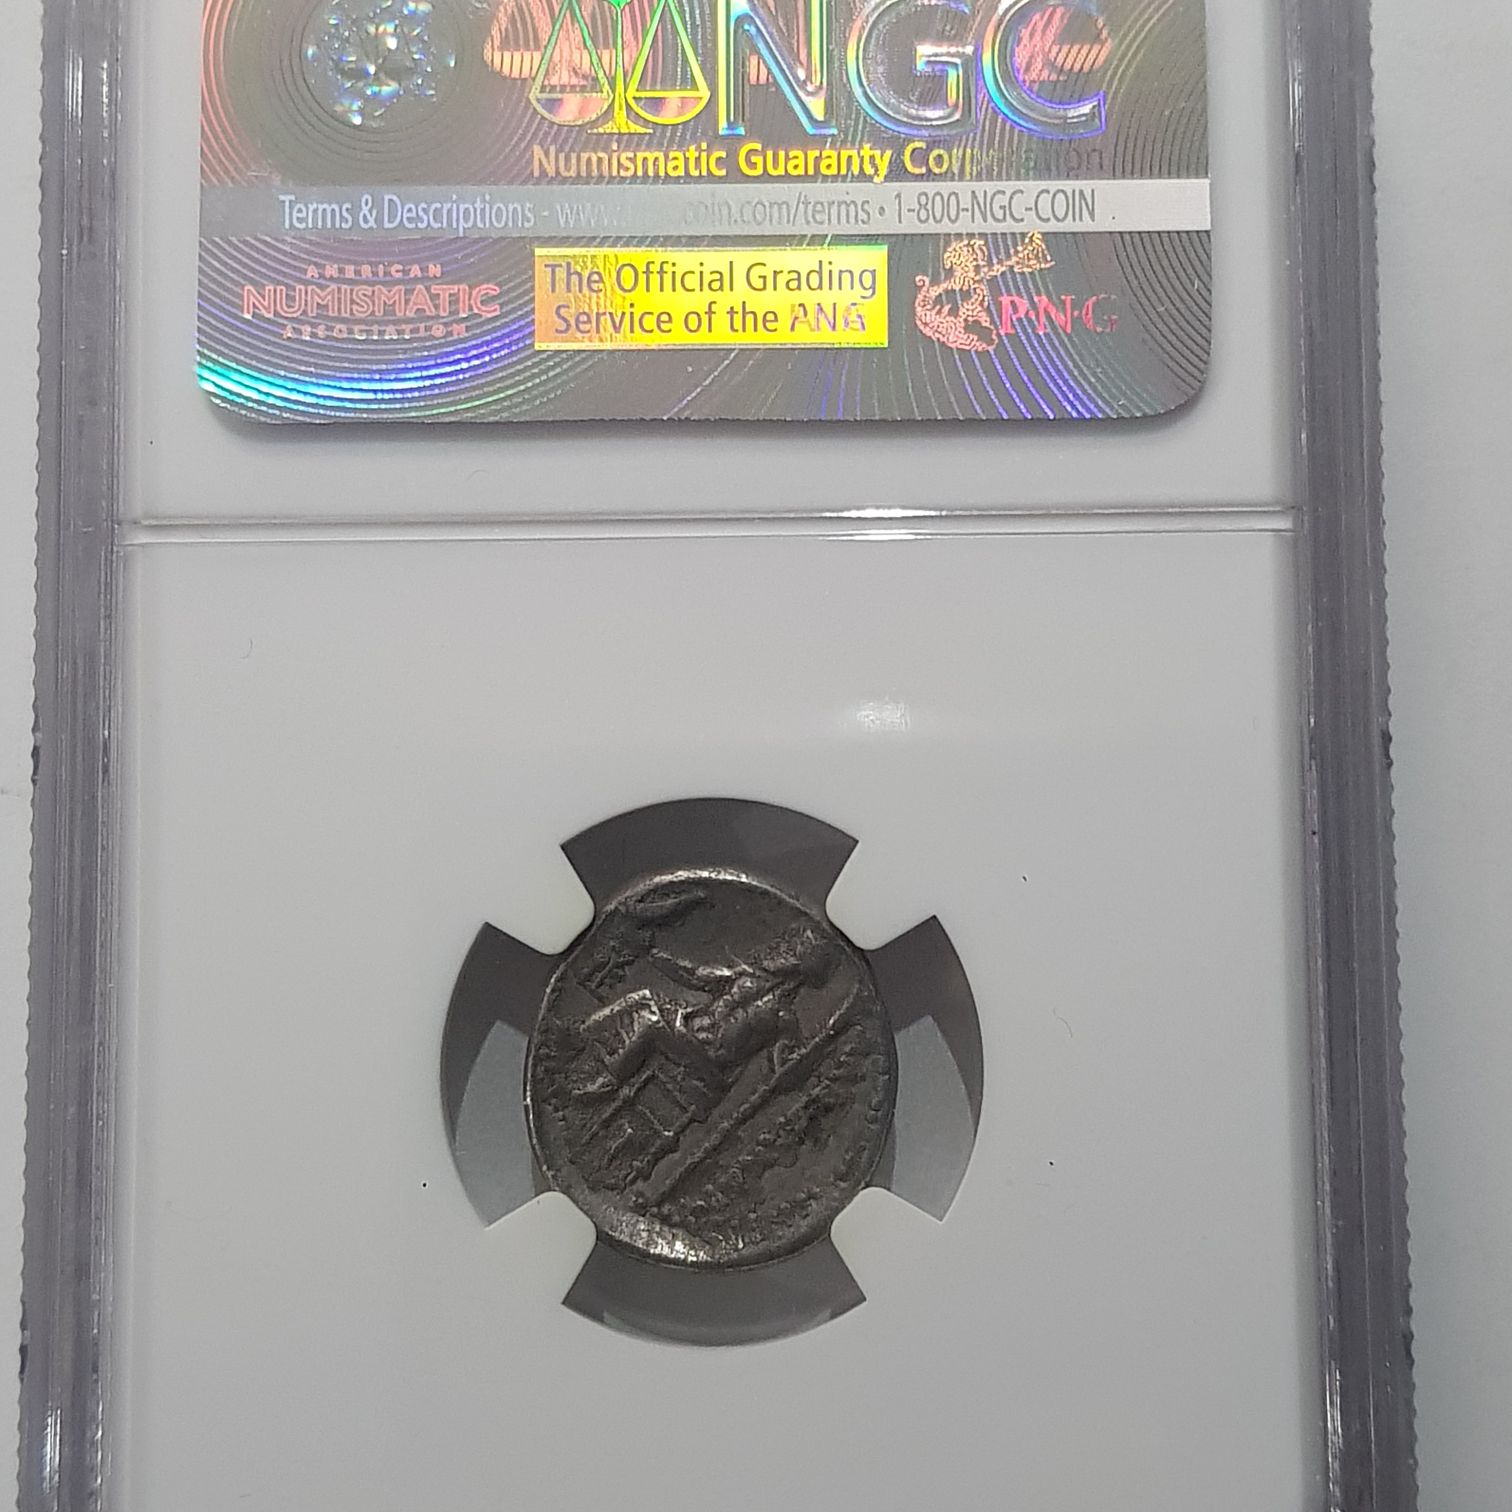 NGC
Numismatic Guaranty Corporation
Terms & Descriptions - www. coin.com/terms • 1-800-NGC-COIN
AMERICAN
NUMISMATIC
ASSOCIATION
The Official Grading
Service of the ANA
P·N·G